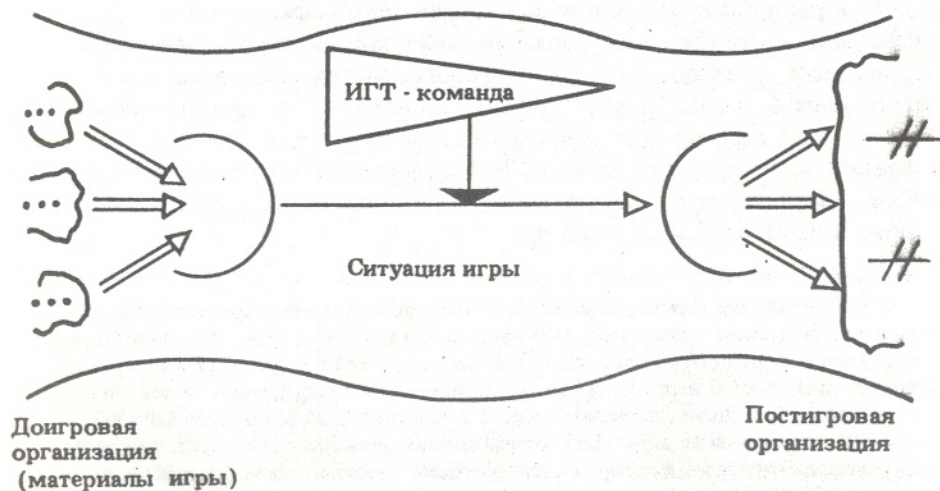 ИГТ - команда
Ситуация игры
Доигровая
организация
(материалы игры)
Постигровая
организация